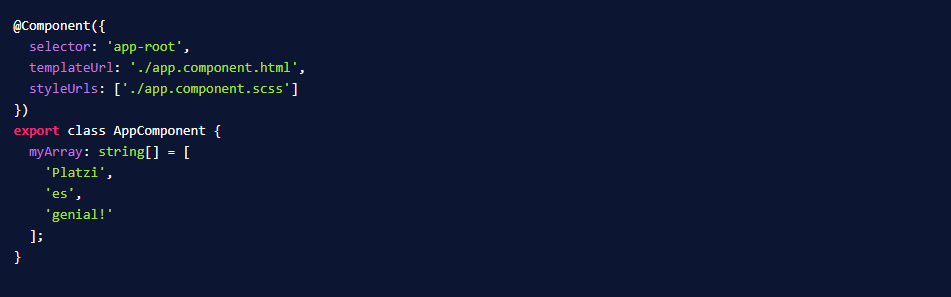 @Component({
  selector: 'app-root',
  templateUrl: './app.component.html',
  styleUrls: ['./app.component.scss']
})
export class AppComponent {
  myArray: string[] = [
    'Platzi',
    'es',
    'genial!'
  ];
}